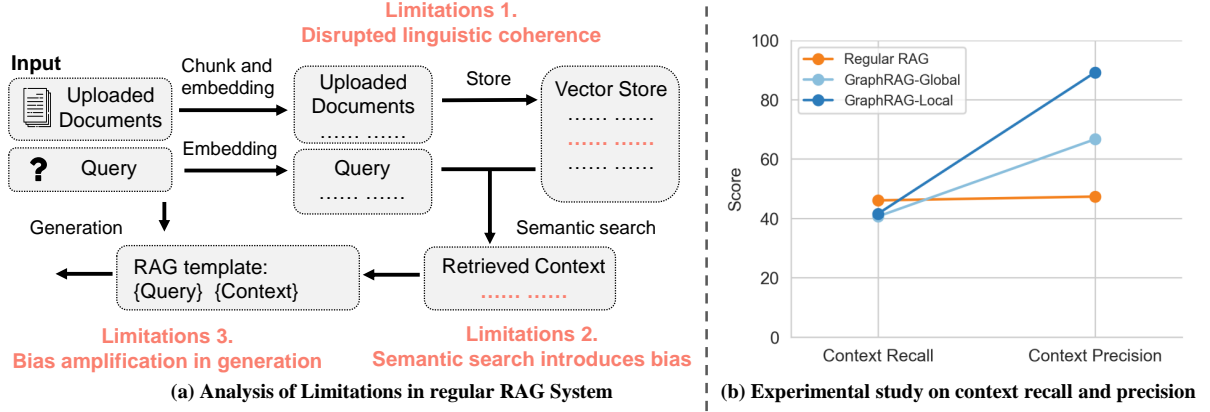 Limitations 1.
Disrupted linguistic coherence
Input
Uploaded
Documents
Chunk and
embedding
Uploaded
Documents
...... ......
Store
Vector Store
...... ......
...... ......
...... ......
?
Query
Embedding
Query
...... ......
Generation
Semantic search
RAG template:
{Query} {Context}
Retrieved Context
...... ......
Limitations 3.
Bias amplification in generation
Limitations 2.
Semantic search introduces bias
(a) Analysis of Limitations in regular RAG System
100
80
60
40
20
0
Score
Regular RAG
GraphRAG-Global
GraphRAG-Local
Context Recall
Context Precision
(b) Experimental study on context recall and precision